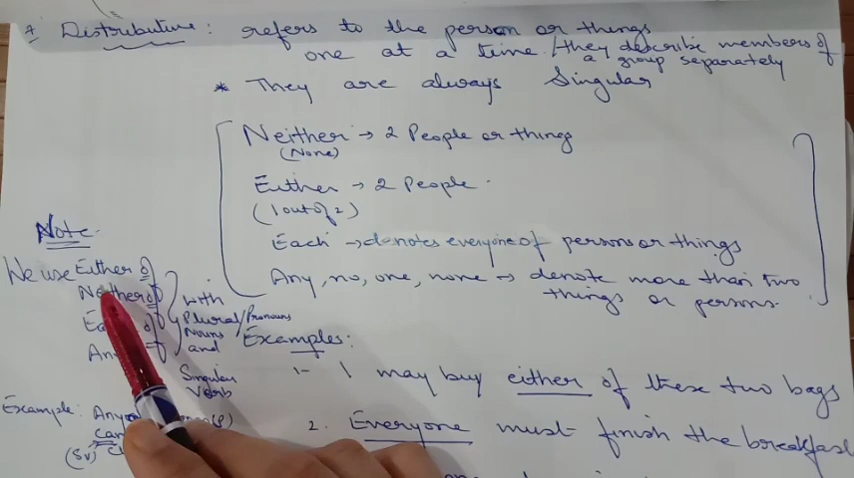 7 Distributive: refers to the person or things
one at a time / they describe members of
a group separately
* They are always Singular
Neither → 2 People or things
(None)
Either → 2 People.
(1 out of 2)
Each → denotes everyone of persons or things
Any, no, one, none → denote more than two
things or persons.
Note
We use Either of
Neither of
Any of
with
Plural/Pronouns
Nouns
and
Singular
Verb
Examples:
1- I may buy either of these two bags
2. Everyone must finish the breakfast
Example: Any
Can
(SV)